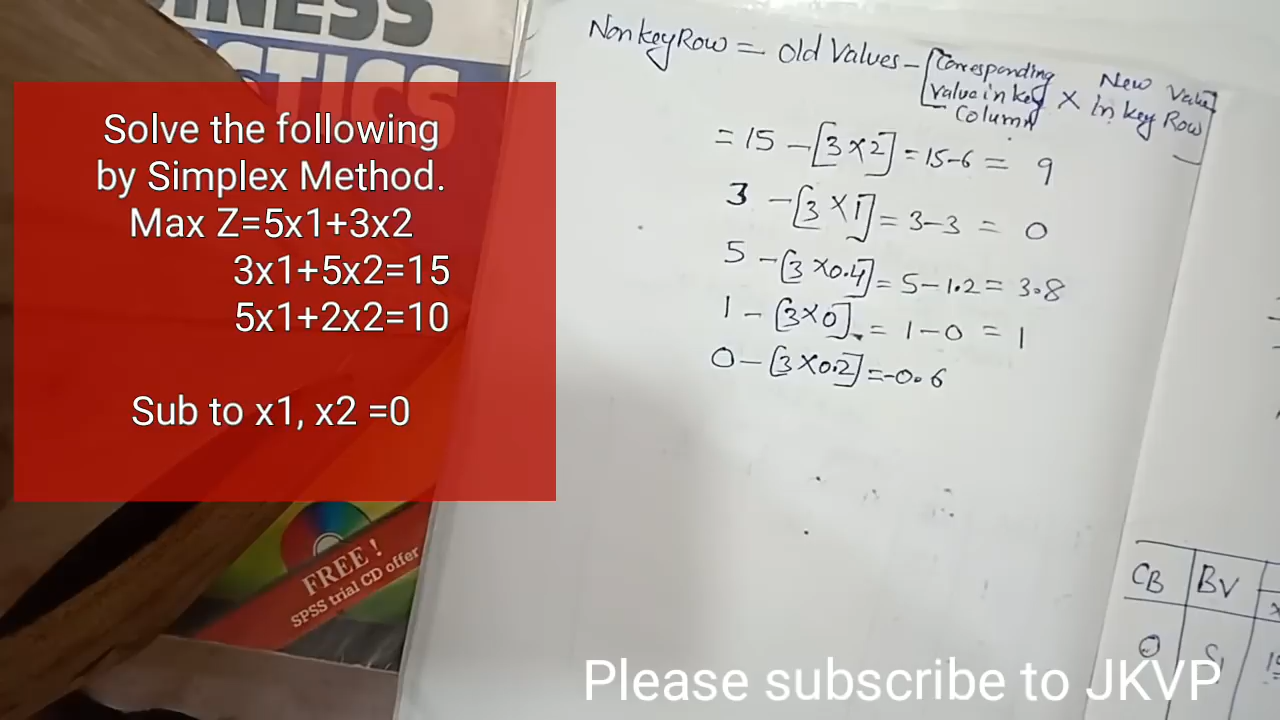 INESS
STICS
Solve the following
by Simplex Method.
Max Z=5x1+3x2
3x1+5x2=15
5x1+2x2=10
Sub to x1, x2 =0
FREE !
SPSS trial CD offer
Non key Row = Old Values - [Corresponding value in key Column × New Value In key Row]
= 15 - [3 × 2] = 15-6 = 9
3 - [3 × 1] = 3-3 = 0
5 - [3 × 0.4] = 5-1.2 = 3.8
1 - [3×0] = 1-0 = 1
0 - [3 × 0.2] = -0.6
CB BV
0 S1
Please subscribe to JKVP